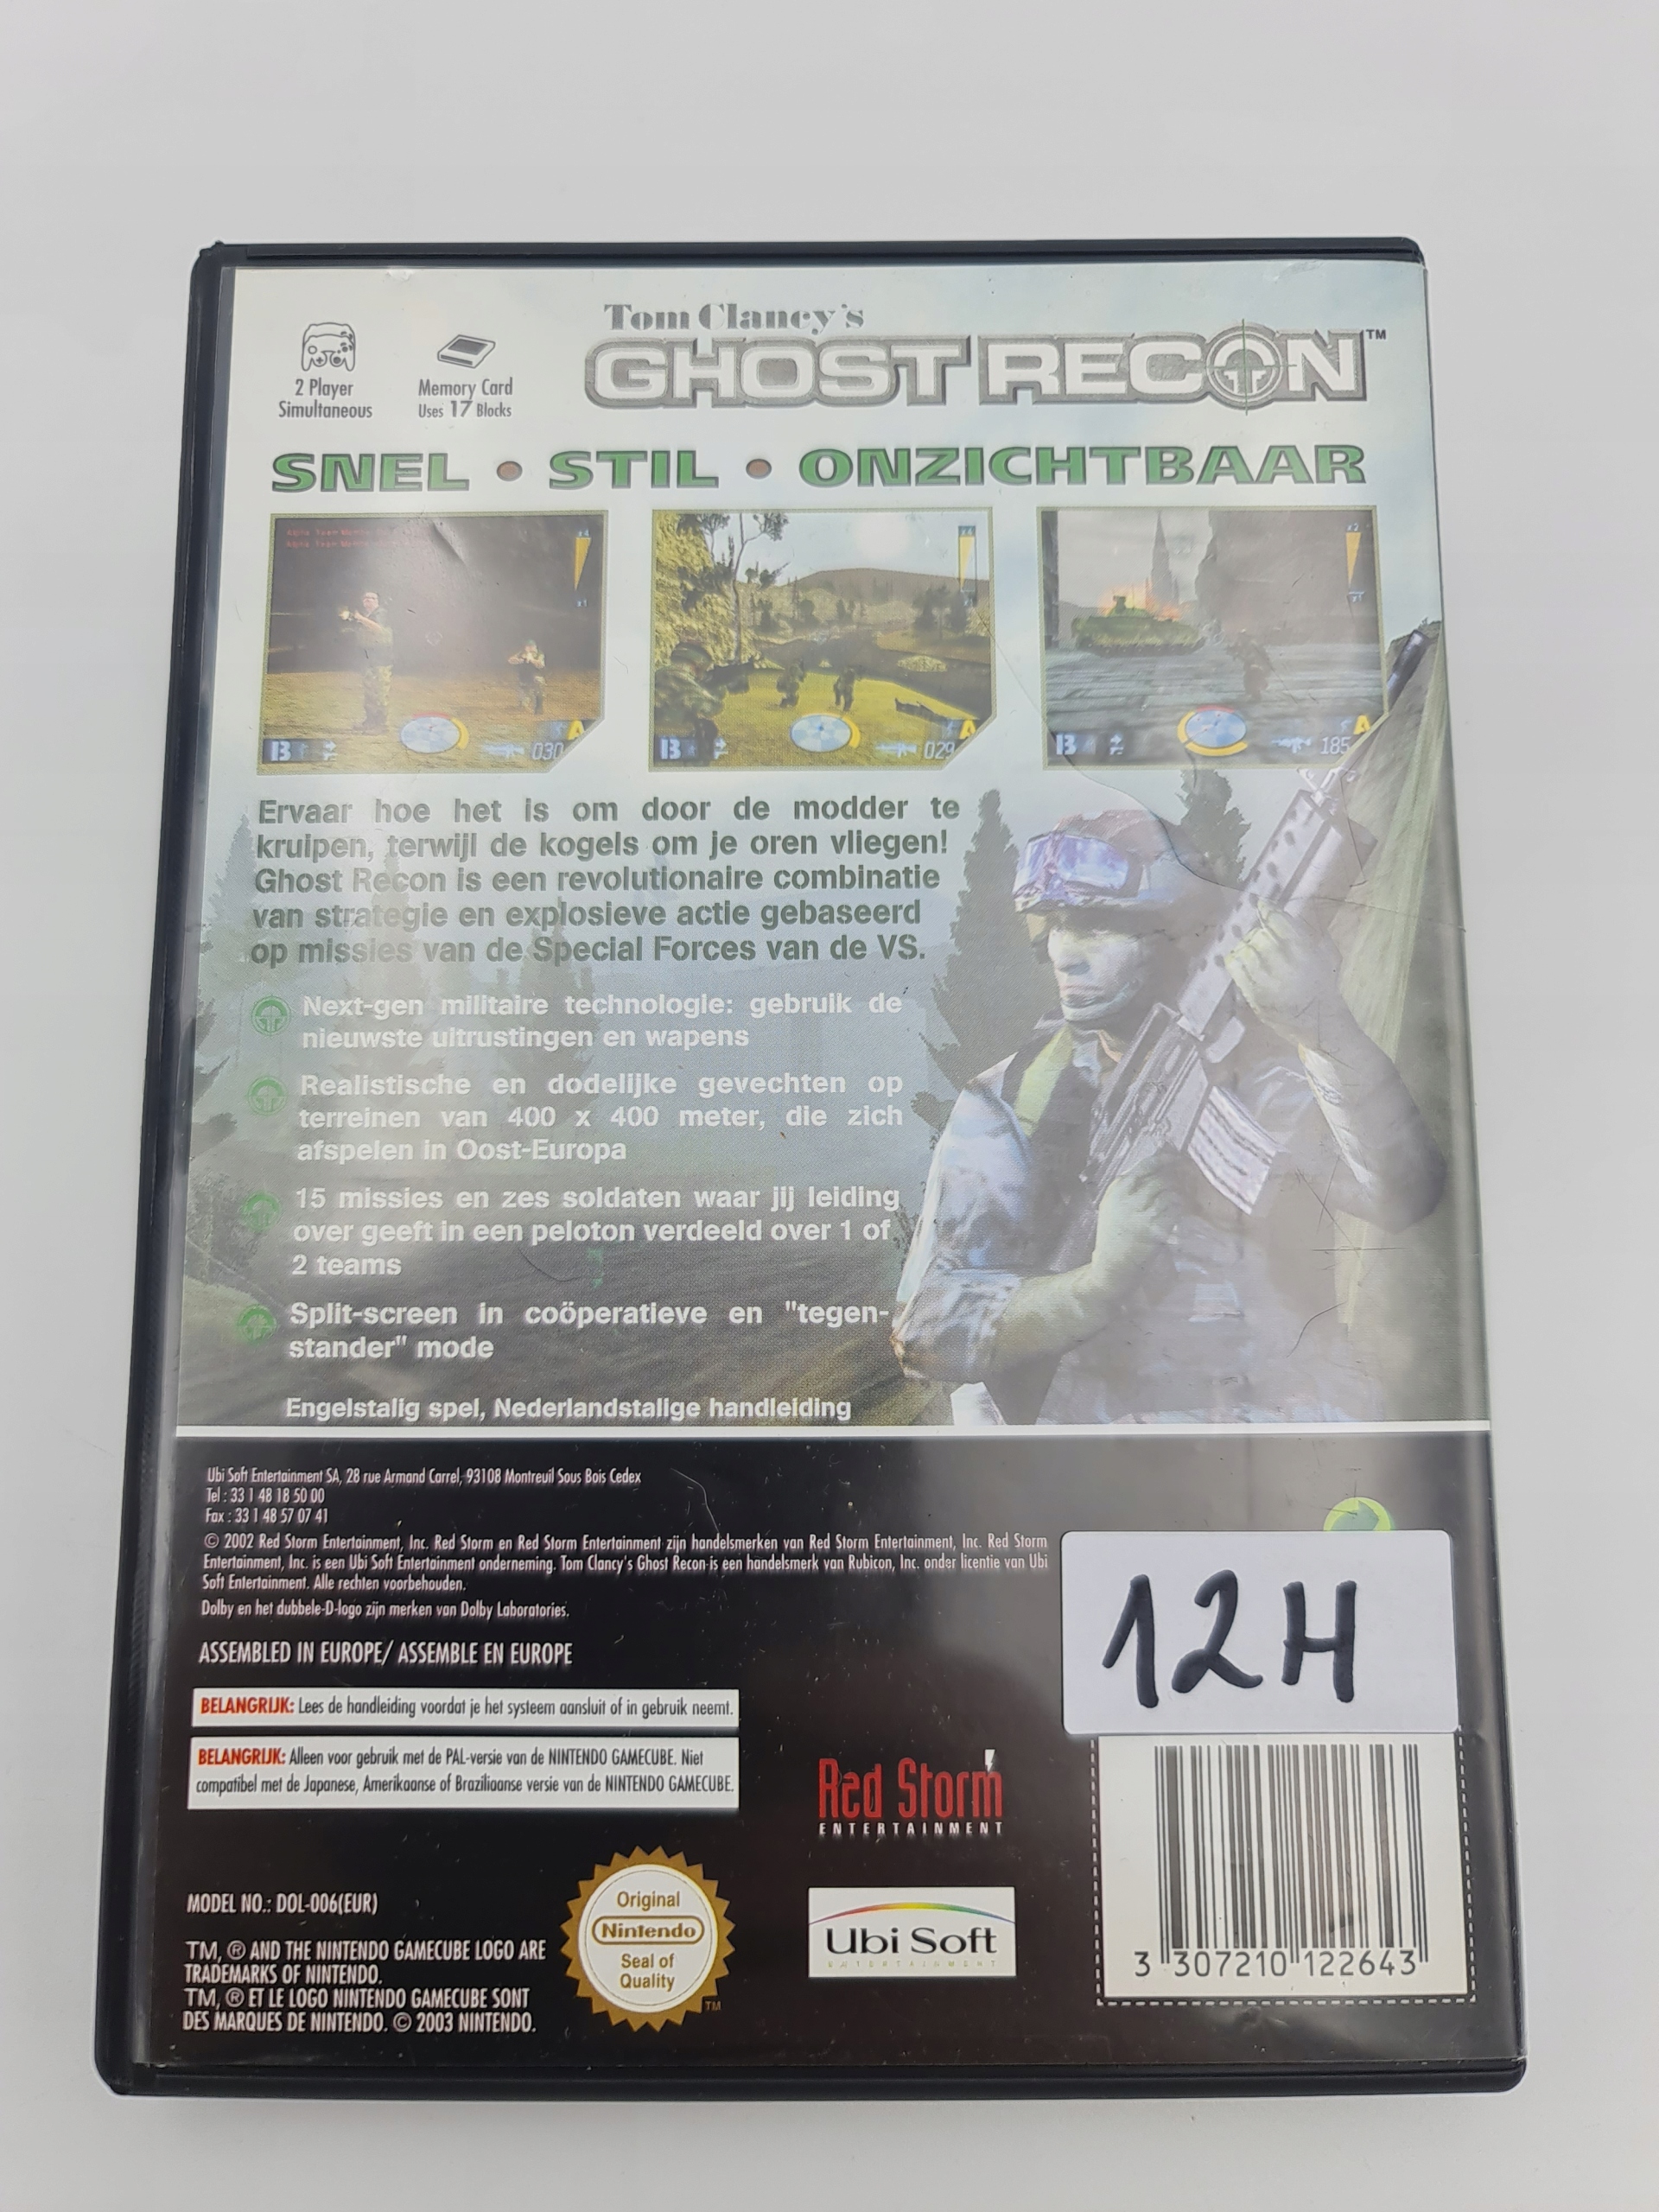 Tom Clancy's
GHOST RECON™
2 Player
Simultaneous
Memory Card
Uses 17 Blocks
SNEL • STIL • ONZICHTBAAR
x4
x1
B
A
030
x4
B
A
029
x2
x1
B
A
185
Ervaar hoe het is om door de modder te
kruipen, terwijl de kogels om je oren vliegen!
Ghost Recon is een revolutionaire combinatie
van strategie en explosieve actie gebaseerd
op missies van de Special Forces van de VS.
Next-gen militaire technologie: gebruik de
nieuwste uitrustingen en wapens
Realistische en dodelijke gevechten op
terreinen van 400 x 400 meter, die zich
afspelen in Oost-Europa
15 missies en zes soldaten waar jij leiding
over geeft in een peloton verdeeld over 1 of
2 teams
Split-screen in coöperatieve en "tegen-
stander" mode
Engelstalig spel, Nederlandstalige handleiding
Ubi Soft Entertainment SA, 28 rue Armand Carrel, 93108 Montreuil Sous Bois Cedex
Tel : 33 1 48 18 50 00
Fax : 33 1 48 57 07 41
© 2002 Red Storm Entertainment, Inc. Red Storm en Red Storm Entertainment zijn handelsmerken van Red Storm Entertainment, Inc. Red Storm
Entertainment, Inc. is een Ubi Soft Entertainment onderneming. Tom Clancy's Ghost Recon is een handelsmerk van Rubicon, Inc. onder licentie van Ubi
Soft Entertainment. Alle rechten voorbehouden.
Dolby en het dubbele-D-logo zijn merken van Dolby Laboratories.
ASSEMBLED IN EUROPE/ ASSEMBLE EN EUROPE
12H
BELANGRIJK: Lees de handleiding voordat je het systeem aansluit of in gebruik neemt.
BELANGRIJK: Alleen voor gebruik met de PAL-versie van de NINTENDO GAMECUBE. Niet
compatibel met de Japanese, Amerikaanse of Braziliaanse versie van de NINTENDO GAMECUBE.
Red Storm
ENTERTAINMENT
MODEL NO.: DOL-006(EUR)
TM, ® AND THE NINTENDO GAMECUBE LOGO ARE
TRADEMARKS OF NINTENDO.
TM, ® ET LE LOGO NINTENDO GAMECUBE SONT
DES MARQUES DE NINTENDO. © 2003 NINTENDO.
Original
Nintendo
Seal of
Quality
TM
Ubi Soft
ENTERTAINMENT
3 307210 122643